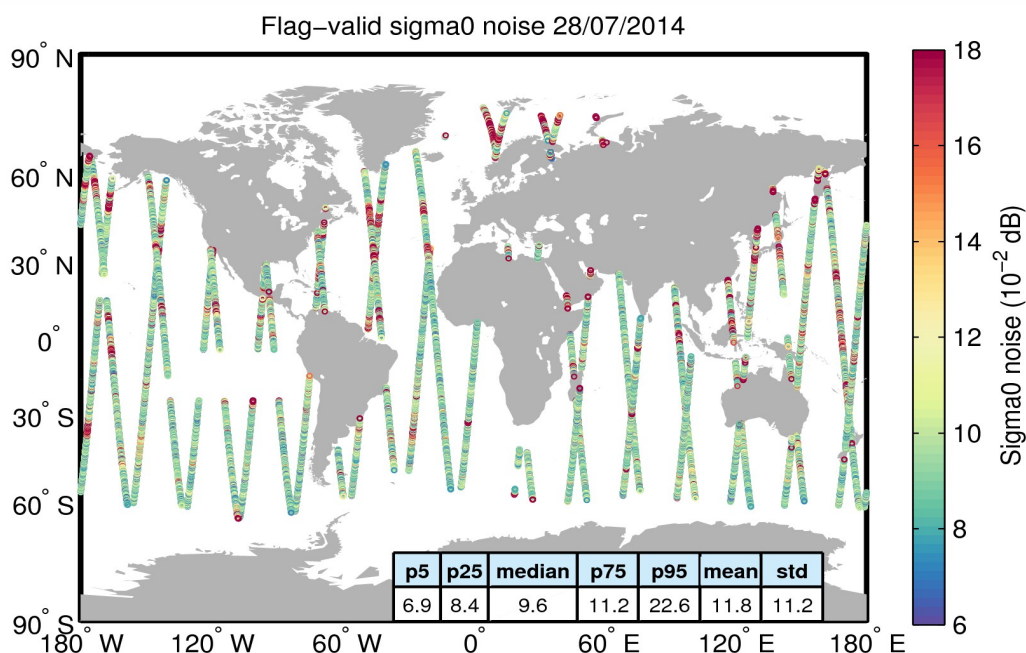 Flag−valid sigma0 noise 28/07/2014
90° N
60° N
30° N
0°
30° S
60° S
90° S
180° W
120° W
60° W
0°
60° E
120° E
180° E
p5 p25 median p75 p95 mean std
6.9 8.4 9.6 11.2 22.6 11.8 11.2
18
16
14
12
10
8
6
Sigma0 noise (10⁻² dB)